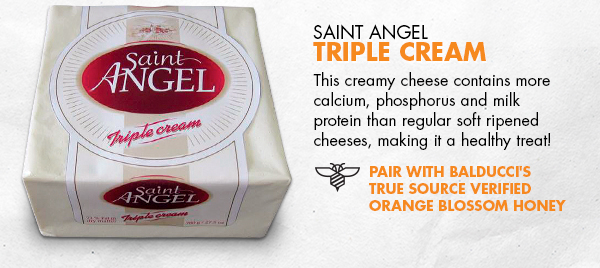 Saint
ANGEL
Triple cream
Saint
ANGEL
Triple cream
SAINT ANGEL
TRIPLE CREAM
This creamy cheese contains more
calcium, phosphorus and milk
protein than regular soft ripened
cheeses, making it a healthy treat!
PAIR WITH BALDUCCI'S
TRUE SOURCE VERIFIED
ORANGE BLOSSOM HONEY